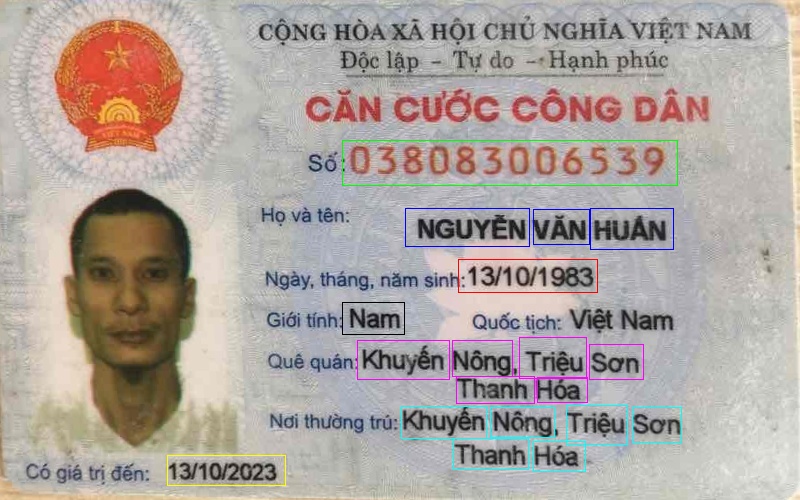 CỘNG HÒA XÃ HỘI CHỦ NGHĨA VIỆT NAM
Độc lập - Tự do - Hạnh phúc
CĂN CƯỚC CÔNG DÂN
Số: 038083006539
Họ và tên: NGUYỄN VĂN HUẤN
Ngày, tháng, năm sinh: 13/10/1983
Giới tính: Nam Quốc tịch: Việt Nam
Quê quán: Khuyến Nông, Triệu Sơn
Thanh Hóa
Nơi thường trú: Khuyến Nông, Triệu Sơn
Thanh Hóa
Có giá trị đến: 13/10/2023